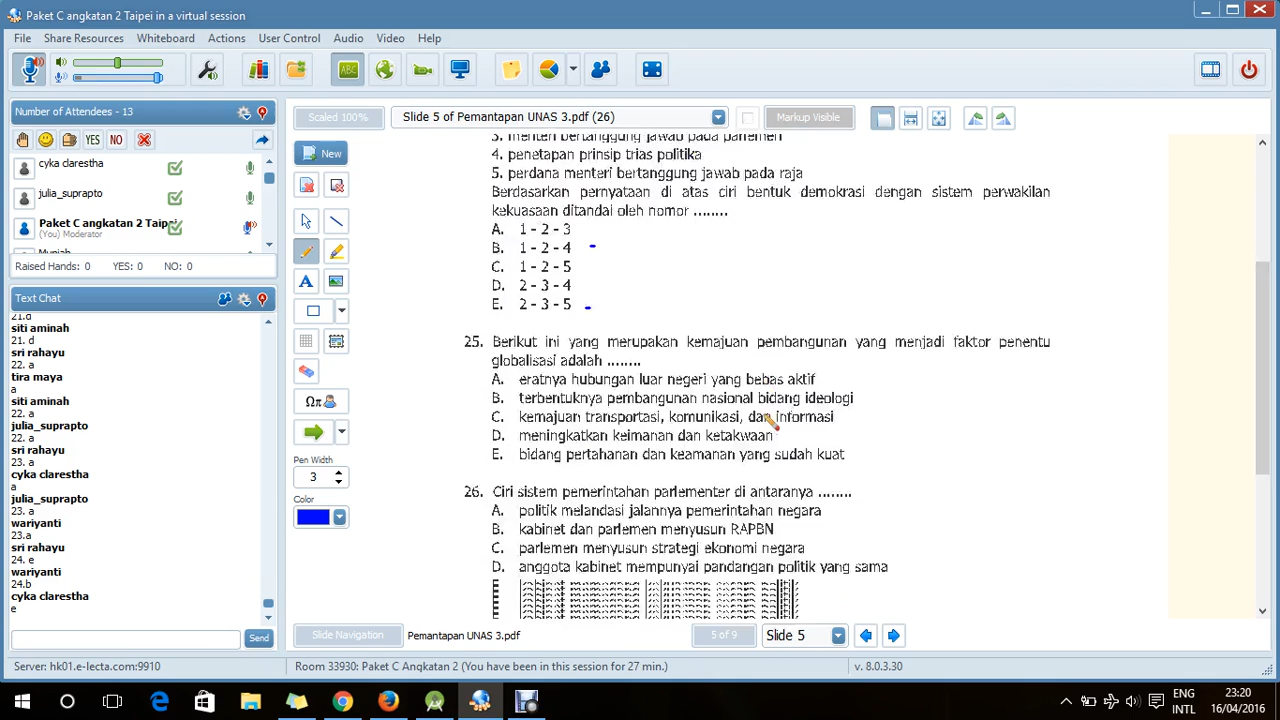 Paket C angkatan 2 Taipei in a virtual session
File Share Resources Whiteboard Actions User Control Audio Video Help
ABC
Number of Attendees - 13
YES NO
cyka clarestha
julia_suprapto
Paket C angkatan 2 Taipei
(You) Moderator
Raised Hands: 0 YES: 0 NO: 0
Text Chat
21.d
siti aminah
21. d
sri rahayu
22. a
tira maya
a
siti aminah
22. a
julia_suprapto
22. a
sri rahayu
23. a
cyka clarestha
a
julia_suprapto
23. a
wariyanti
23.a
sri rahayu
24. e
wariyanti
24.b
cyka clarestha
e
Send
Scaled 100%
Slide 5 of Pemantapan UNAS 3.pdf (26)
Markup Visible
New
A
Ωπ
Pen Width
3
Color
3. menteri bertanggung jawab pada parlemen
4. penetapan prinsip trias politika
5. perdana menteri bertanggung jawab pada raja
Berdasarkan pernyataan di atas ciri bentuk demokrasi dengan sistem perwakilan
kekuasaan ditandai oleh nomor ........
A. 1 - 2 - 3
B. 1 - 2 - 4
C. 1 - 2 - 5
D. 2 - 3 - 4
E. 2 - 3 - 5
25. Berikut ini yang merupakan kemajuan pembangunan yang menjadi faktor penentu
globalisasi adalah ........
A. eratnya hubungan luar negeri yang bebas aktif
B. terbentuknya pembangunan nasional bidang ideologi
C. kemajuan transportasi, komunikasi, dan informasi
D. meningkatkan keimanan dan ketakwaan
E. bidang pertahanan dan keamanan yang sudah kuat
26. Ciri sistem pemerintahan parlementer di antaranya ........
A. politik melandasi jalannya pemerintahan negara
B. kabinet dan parlemen menyusun RAPBN
C. parlemen menyusun strategi ekonomi negara
D. anggota kabinet mempunyai pandangan politik yang sama
Slide Navigation
Pemantapan UNAS 3.pdf
5 of 9
Slide 5
Server: hk01.e-lecta.com:9910
Room 33930: Paket C Angkatan 2 (You have been in this session for 27 min.)
v. 8.0.3.30
ENG
INTL
23:20
16/04/2016